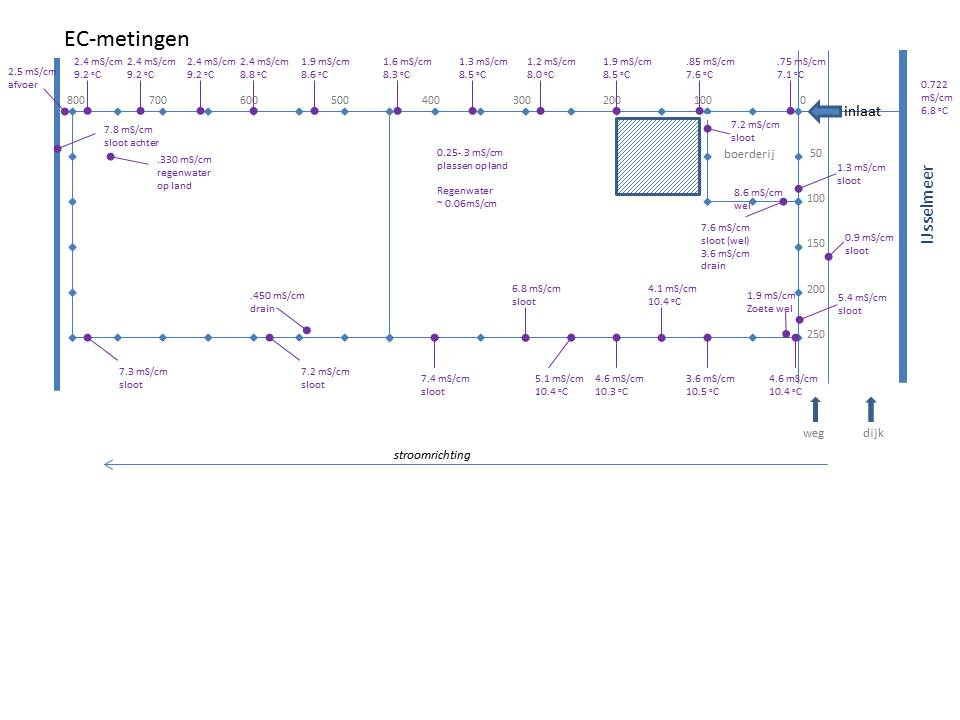 EC-metingen
2.5 mS/cm
afvoer
2.4 mS/cm
9.2 °C
2.4 mS/cm
9.2 °C
2.4 mS/cm
9.2 °C
2.4 mS/cm
8.8 °C
1.9 mS/cm
8.6 °C
1.6 mS/cm
8.3 °C
1.3 mS/cm
8.5 °C
1.2 mS/cm
8.0 °C
1.9 mS/cm
8.5 °C
.85 mS/cm
7.6 °C
.75 mS/cm
7.1 °C
0.722
mS/cm
6.8 °C
800
700
600
500
400
300
200
100
0
inlaat
7.8 mS/cm
sloot achter
.330 mS/cm
regenwater
op land
0.25-.3 mS/cm
plassen op land
Regenwater
~ 0.06mS/cm
7.2 mS/cm
sloot
boerderij
50
1.3 mS/cm
sloot
8.6 mS/cm
wel
100
7.6 mS/cm
sloot (wel)
3.6 mS/cm
drain
150
0.9 mS/cm
sloot
IJsselmeer
.450 mS/cm
drain
6.8 mS/cm
sloot
4.1 mS/cm
10.4 °C
1.9 mS/cm
Zoete wel
200
5.4 mS/cm
sloot
250
7.3 mS/cm
sloot
7.2 mS/cm
sloot
7.4 mS/cm
sloot
5.1 mS/cm
10.4 °C
4.6 mS/cm
10.3 °C
3.6 mS/cm
10.5 °C
4.6 mS/cm
10.4 °C
weg
dijk
stroomrichting